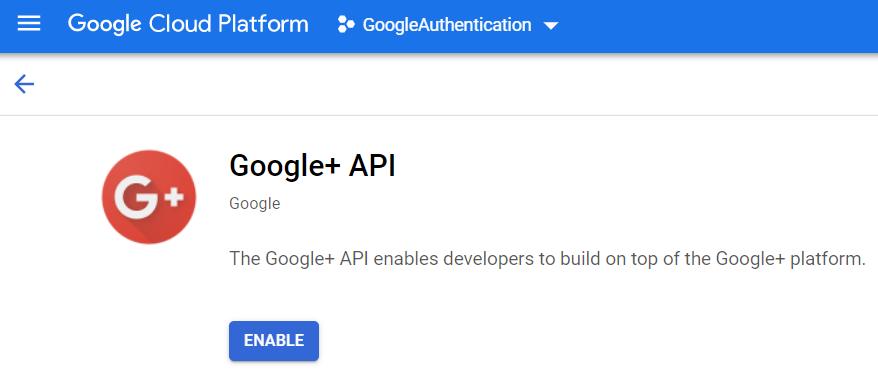 Google Cloud Platform GoogleAuthentication
G+
Google+ API
Google
The Google+ API enables developers to build on top of the Google+ platform.
ENABLE